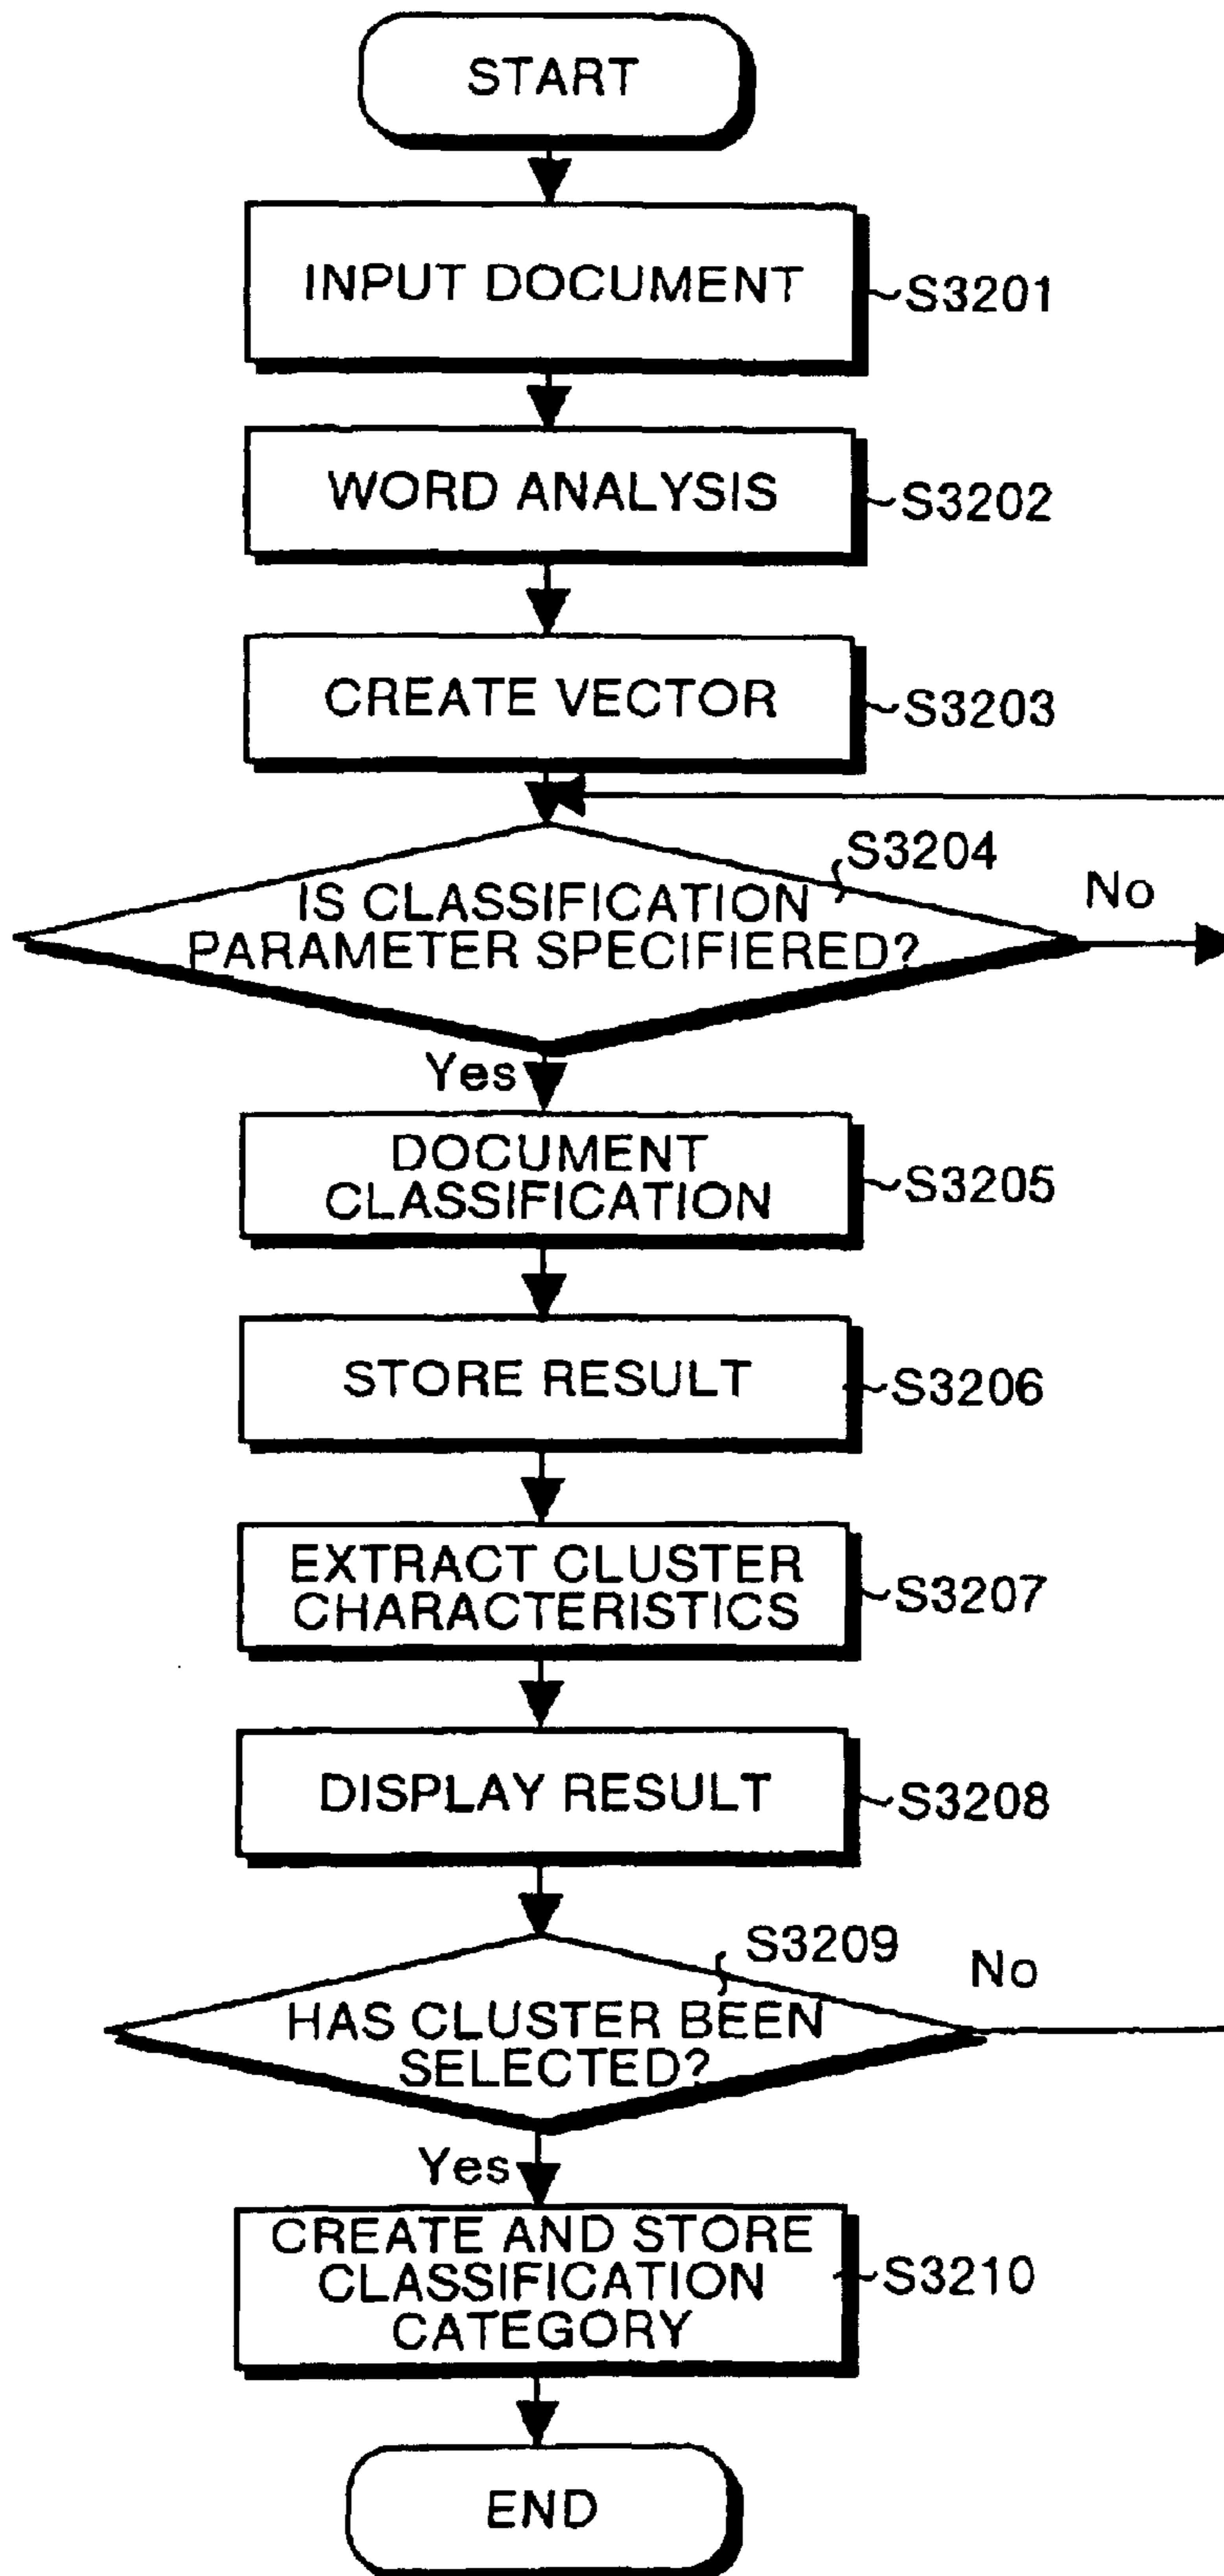 START
INPUT DOCUMENT
S3201
WORD ANALYSIS
S3202
CREATE VECTOR
S3203
S3204
IS CLASSIFICATION
PARAMETER SPECIFIERED?
No
Yes
DOCUMENT
CLASSIFICATION
S3205
STORE RESULT
S3206
EXTRACT CLUSTER
CHARACTERISTICS
S3207
DISPLAY RESULT
S3208
S3209
HAS CLUSTER BEEN
SELECTED?
No
Yes
CREATE AND STORE
CLASSIFICATION
CATEGORY
S3210
END